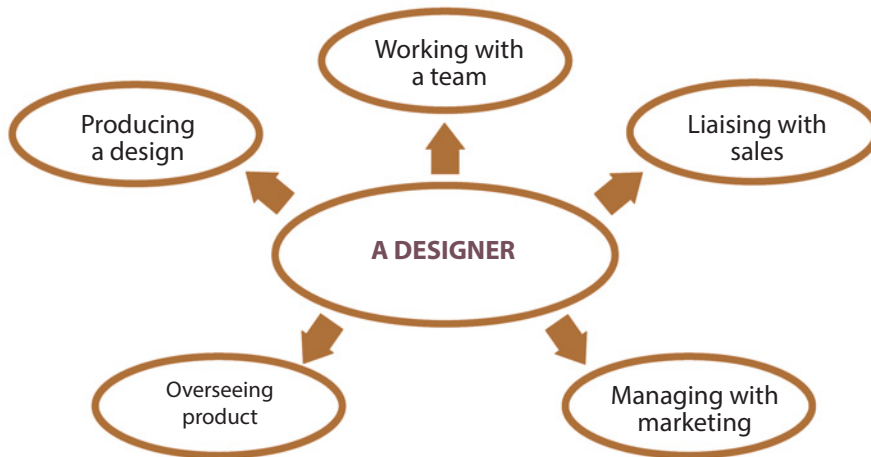 Working with
a team
Producing
a design
Liaising with
sales
A DESIGNER
Overseeing
product
Managing with
marketing